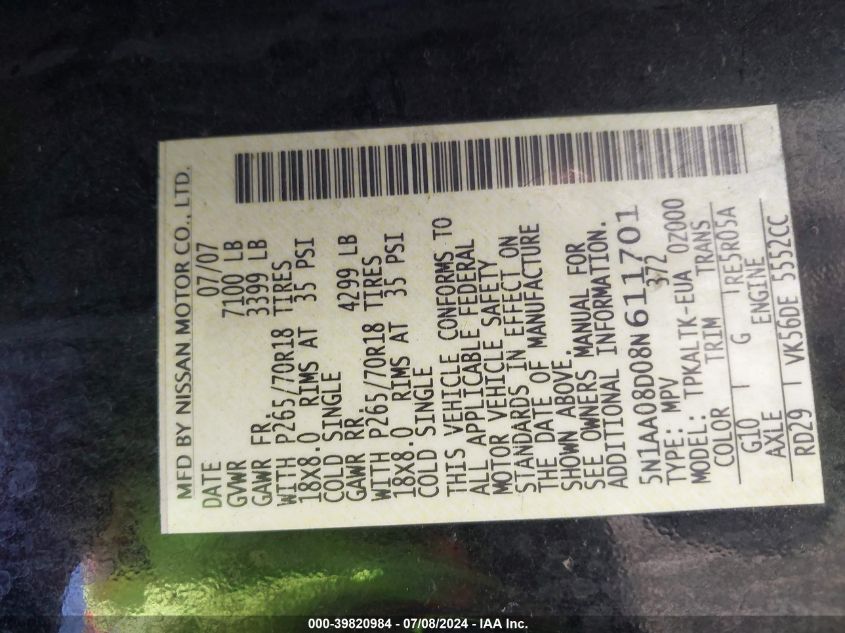 MFD BY NISSAN MOTOR CO., LTD.
DATE 07/07
GVWR 7100 LB
GAWR FR. 3399 LB
WITH P265/70R18 TIRES
18X8.0 RIMS AT 35 PSI
COLD SINGLE
GAWR RR. 4299 LB
WITH P265/70R18 TIRES
18X8.0 RIMS AT 35 PSI
COLD SINGLE
THIS VEHICLE CONFORMS TO
ALL APPLICABLE FEDERAL
MOTOR VEHICLE SAFETY
STANDARDS IN EFFECT ON
THE DATE OF MANUFACTURE
SHOWN ABOVE.
SEE OWNERS MANUAL FOR
ADDITIONAL INFORMATION.
5N1AA08D08N611701
TYPE: MPV 372
MODEL: TPKALTK-EUA 0Z000
COLOR TRIM TRANS
G10 G RE5R05A
AXLE ENGINE
RD29 VK56DE 5552CC
000-39820984 - 07/08/2024 - IAA Inc.